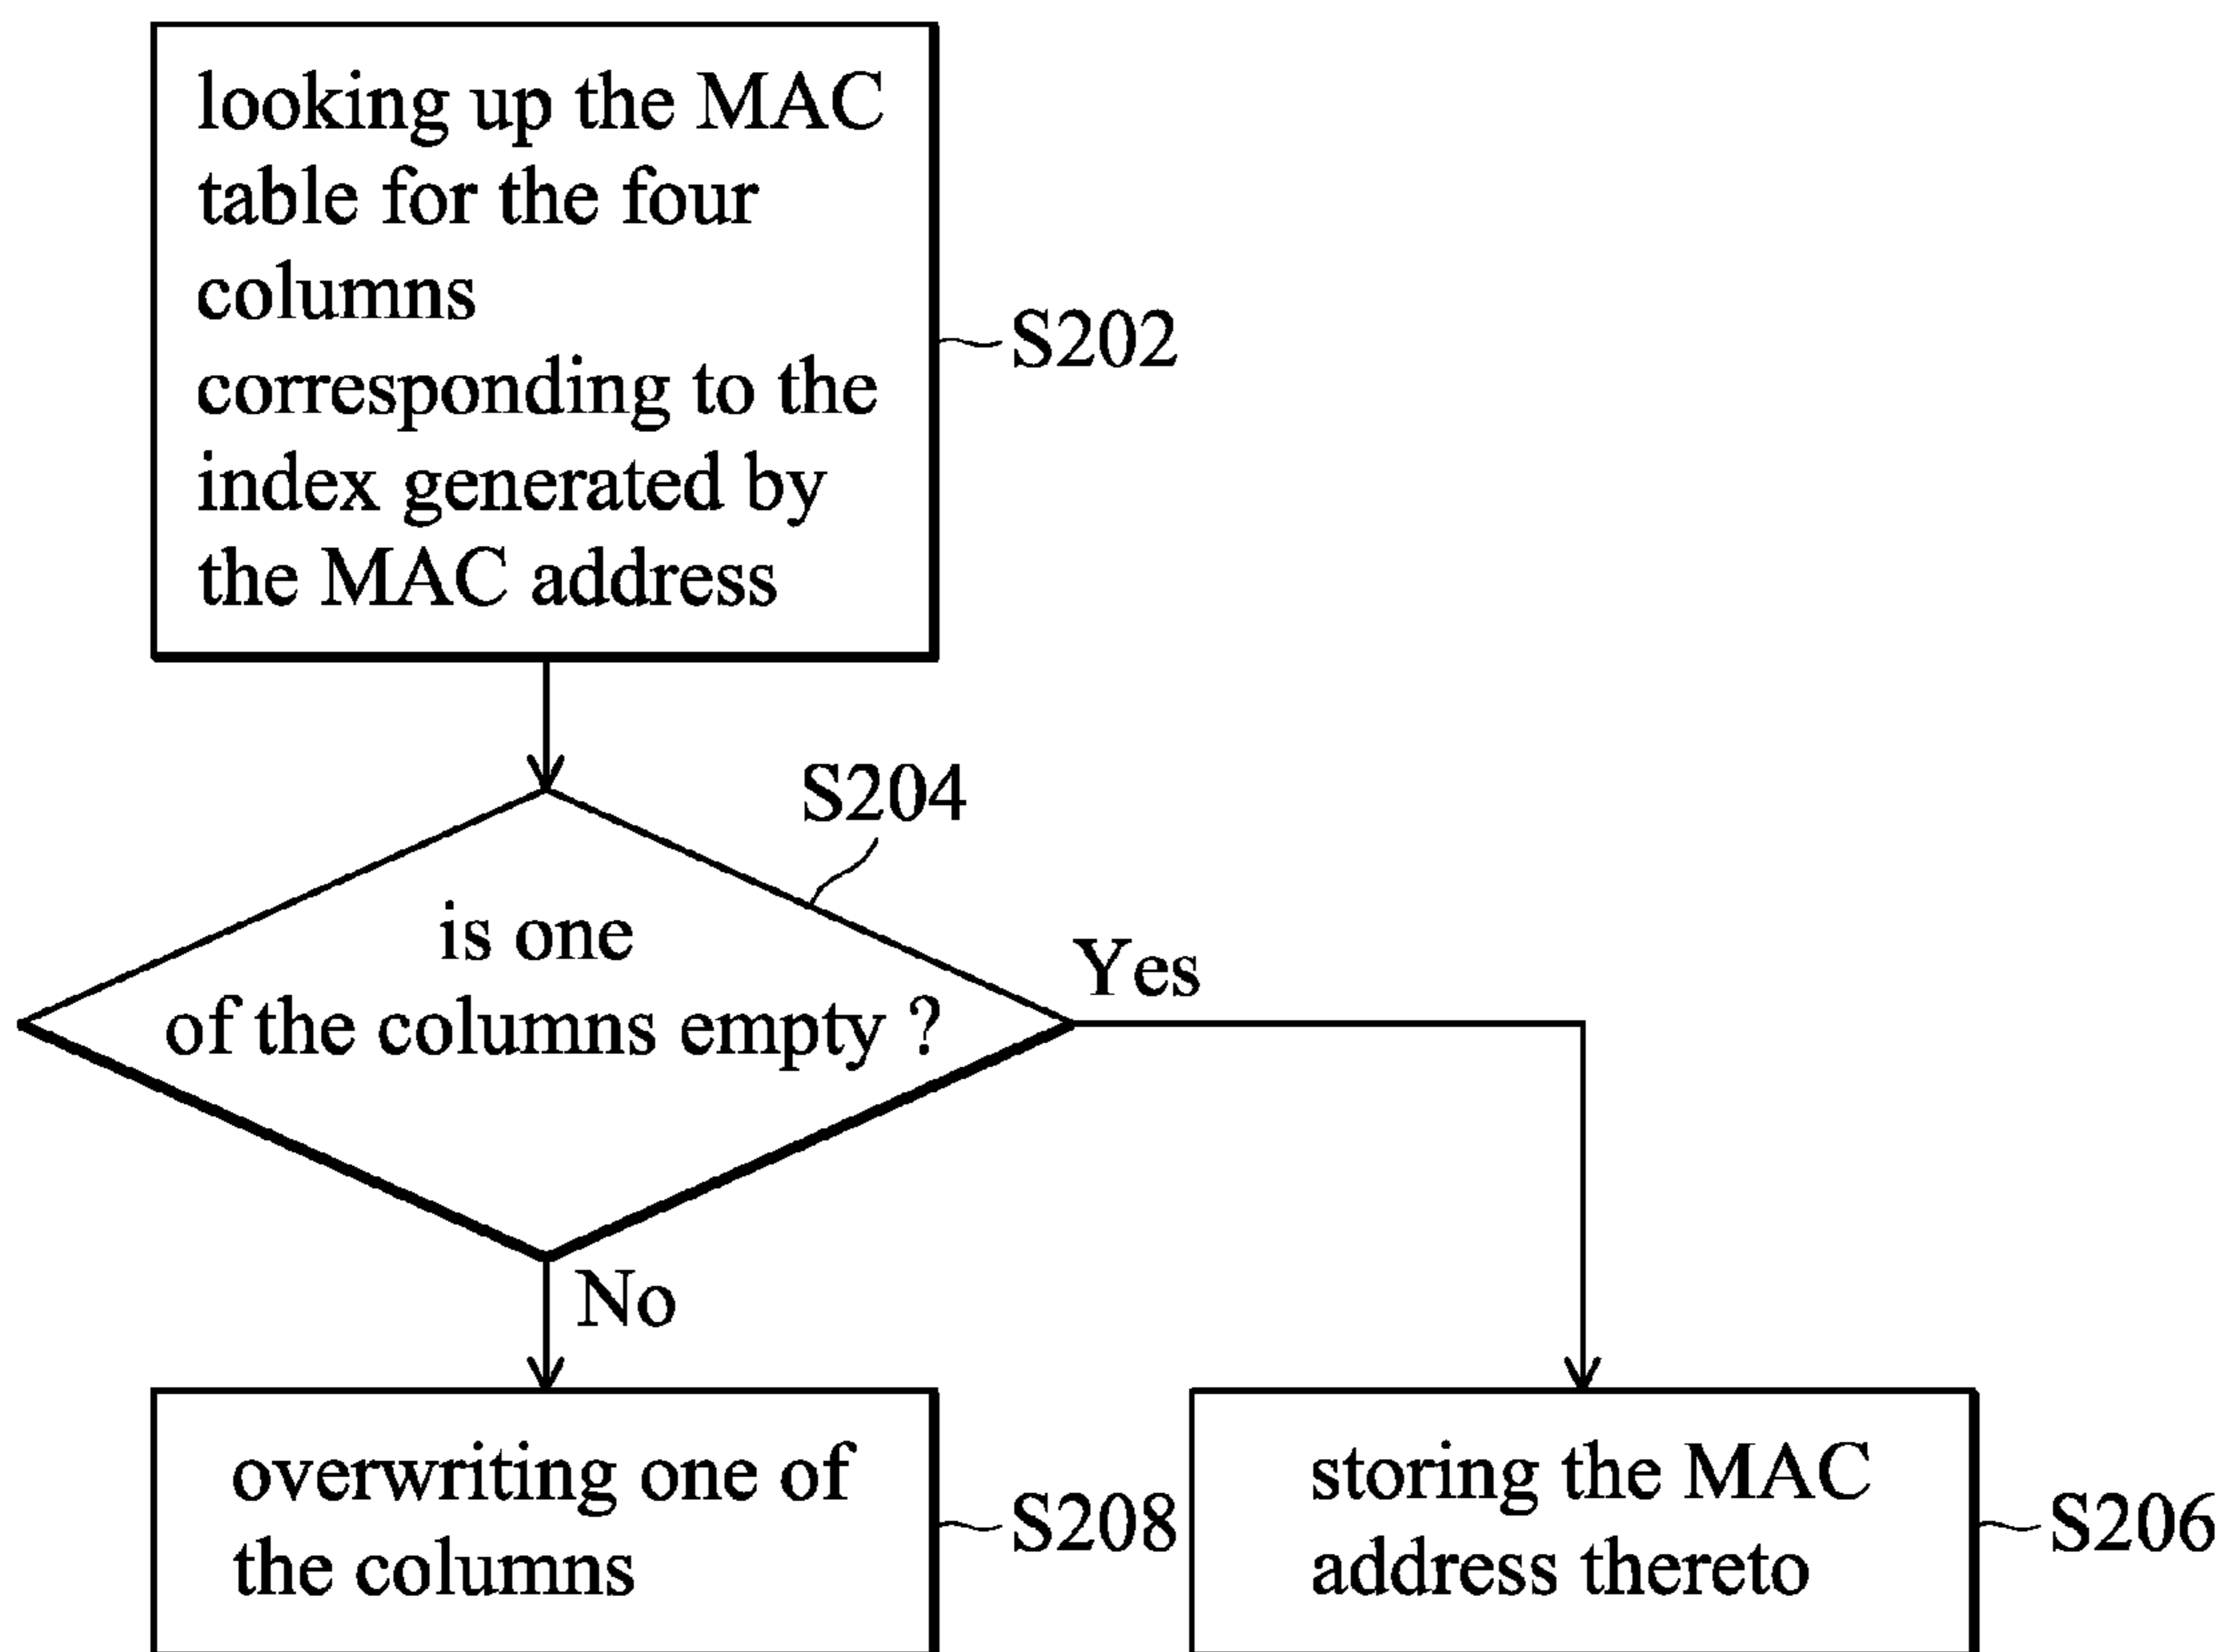 looking up the MAC
table for the four
columns
corresponding to the
index generated by
the MAC address
S202
S204
is one
of the columns empty ?
Yes
No
overwriting one of
the columns
S208
storing the MAC
address thereto
S206